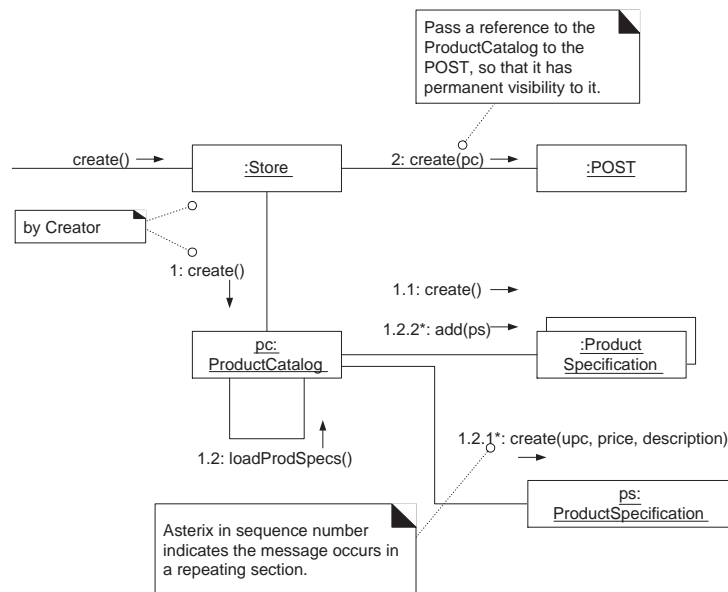 Pass a reference to the
ProductCatalog to the
POST, so that it has
permanent visibility to it.
create()
:Store
2: create(pc)
:POST
by Creator
1: create()
1.1: create()
1.2.2*: add(ps)
pc:
ProductCatalog
:Product
Specification
1.2: loadProdSpecs()
1.2.1*: create(upc, price, description)
ps:
ProductSpecification
Asterix in sequence number
indicates the message occurs in
a repeating section.